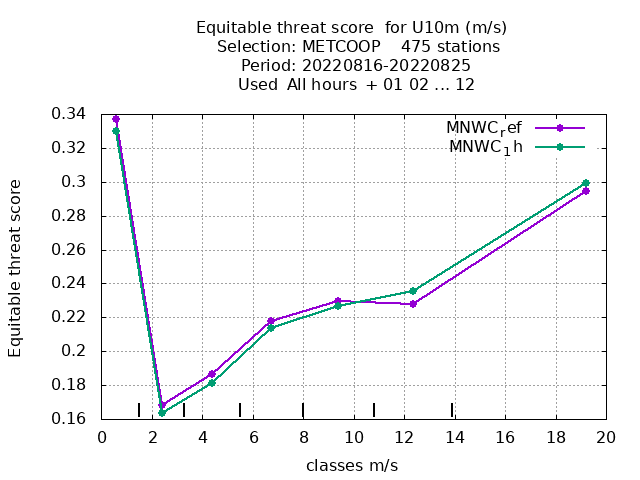 Equitable threat score for U10m (m/s)
Selection: METCOOP 475 stations
Period: 20220816-20220825
Used All hours + 01 02 ... 12
MNWC_ref
MNWC_1h
Equitable threat score
0.34
0.32
0.3
0.28
0.26
0.24
0.22
0.2
0.18
0.16
0 2 4 6 8 10 12 14 16 18 20
classes m/s